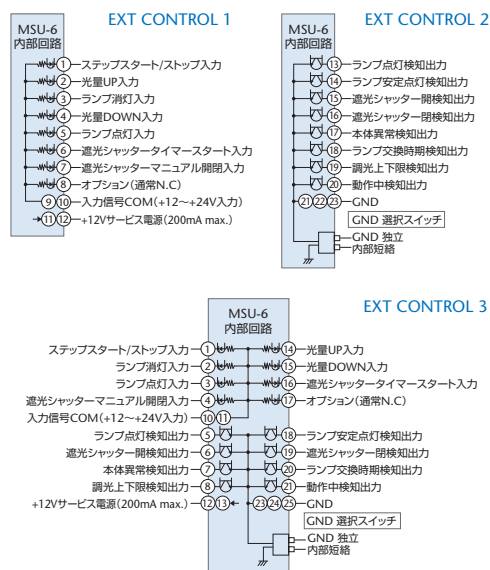 EXT CONTROL 1
MSU-6
内部回路
①ステップスタート/ストップ入力
②光量UP入力
③ランプ消灯入力
④光量DOWN入力
⑤ランプ点灯入力
⑥遮光シャッタータイマースタート入力
⑦遮光シャッターマニュアル開閉入力
⑧オプション(通常N.C)
⑨⑩入力信号COM(+12〜+24V入力)
⑪⑫+12Vサービス電源(200mA max.)
EXT CONTROL 2
MSU-6
内部回路
⑬ランプ点灯検知出力
⑭ランプ安定点灯検知出力
⑮遮光シャッター開検知出力
⑯遮光シャッター閉検知出力
⑰本体異常検知出力
⑱ランプ交換時期検知出力
⑲調光上下限検知出力
⑳動作中検知出力
㉑㉒㉓GND
GND 選択スイッチ
GND 独立
内部短絡
EXT CONTROL 3
MSU-6
内部回路
ステップスタート/ストップ入力① ⑭光量UP入力
ランプ消灯入力② ⑮光量DOWN入力
ランプ点灯入力③ ⑯遮光シャッタータイマースタート入力
遮光シャッターマニュアル開閉入力④ ⑰オプション(通常N.C)
入力信号COM(+12〜+24V入力)⑩⑪
ランプ点灯検知出力⑤ ⑱ランプ安定点灯検知出力
遮光シャッター開検知出力⑥ ⑲遮光シャッター閉検知出力
本体異常検知出力⑦ ⑳ランプ交換時期検知出力
調光上下限検知出力⑧ ㉑動作中検知出力
+12Vサービス電源(200mA max.)⑫⑬ ㉓㉔㉕GND
GND 選択スイッチ
GND 独立
内部短絡